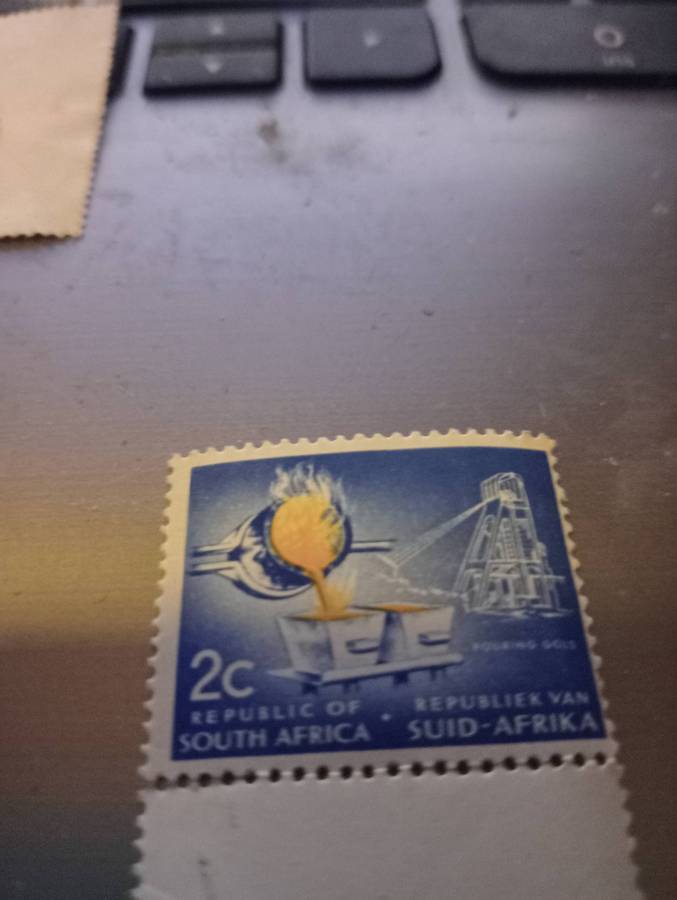 POURING GOLD
2c
REPUBLIC OF
SOUTH AFRICA
REPUBLIEK VAN
SUID-AFRIKA